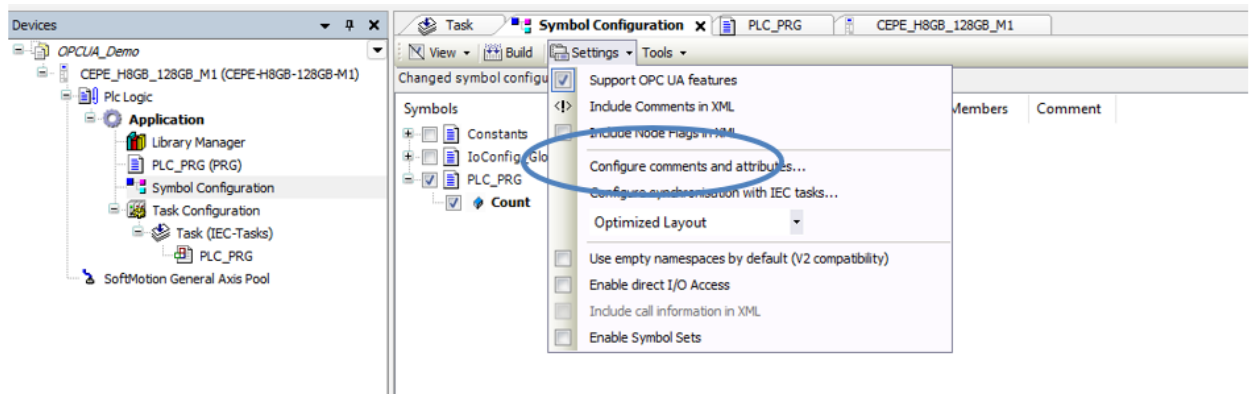 Devices
OPCUA_Demo
CEPE_H8GB_128GB_M1 (CEPE-H8GB-128GB-M1)
Plc Logic
Application
Library Manager
PLC_PRG (PRG)
Symbol Configuration
Task Configuration
Task (IEC-Tasks)
PLC_PRG
SoftMotion General Axis Pool
Task Symbol Configuration PLC_PRG CEPE_H8GB_128GB_M1
View Build Settings Tools
Changed symbol configu
Symbols Members Comment
Constants
IoConfig_Glo
PLC_PRG
Count
Support OPC UA features
Include Comments in XML
Include Node Flags in XML
Configure comments and attributes...
Configure synchronisation with IEC tasks...
Optimized Layout
Use empty namespaces by default (V2 compatibility)
Enable direct I/O Access
Include call information in XML
Enable Symbol Sets